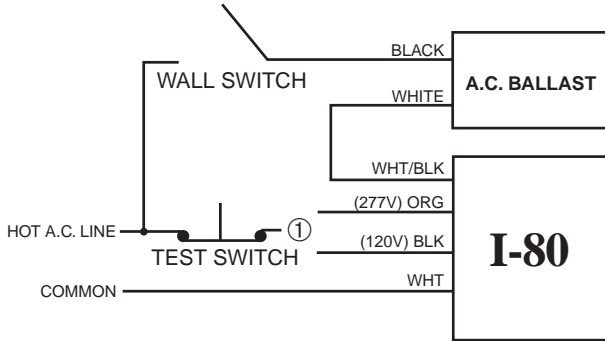 BLACK
WALL SWITCH
A.C. BALLAST
WHITE
WHT/BLK
(277V) ORG
HOT A.C. LINE
①
(120V) BLK
TEST SWITCH
I-80
WHT
COMMON